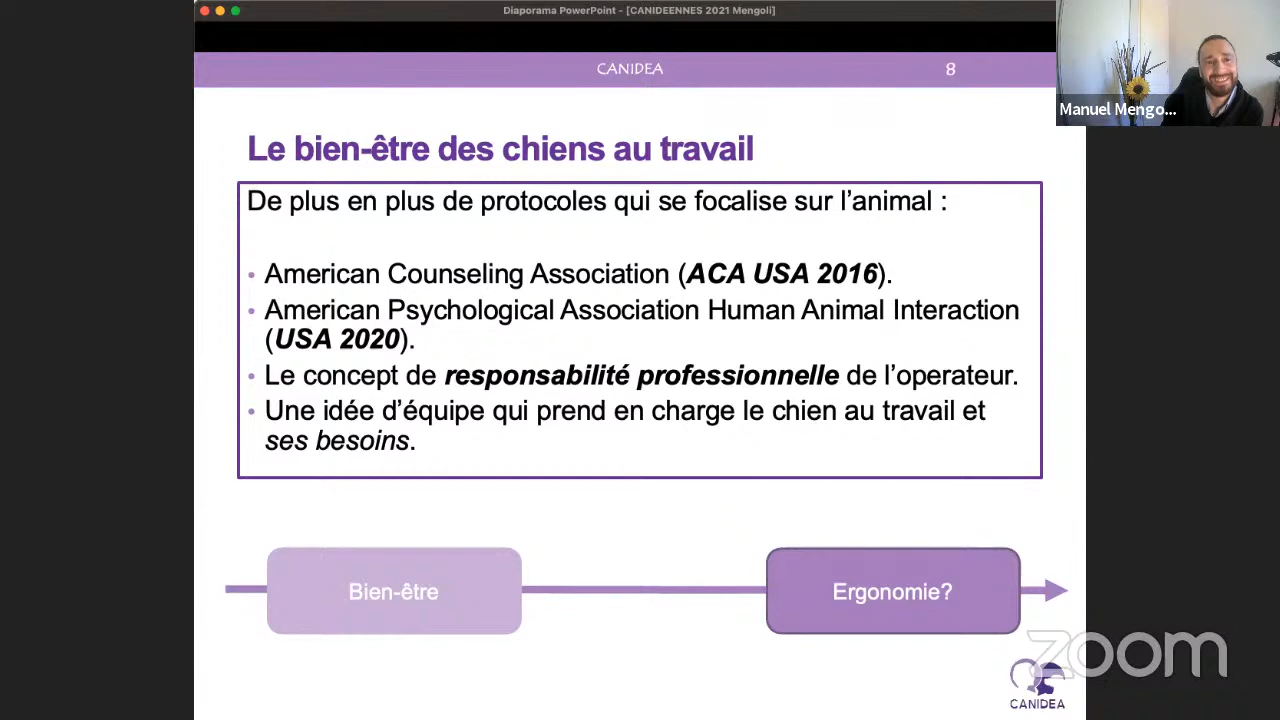 Diaporama PowerPoint - [CANIDEENNES 2021 Mengoli]
CANIDEA
8
Manuel Mengo...
Le bien-être des chiens au travail
De plus en plus de protocoles qui se focalise sur l’animal :
• American Counseling Association (ACA USA 2016).
• American Psychological Association Human Animal Interaction
(USA 2020).
• Le concept de responsabilité professionnelle de l’operateur.
• Une idée d’équipe qui prend en charge le chien au travail et
ses besoins.
Bien-être
Ergonomie?
zoom
CANIDEA